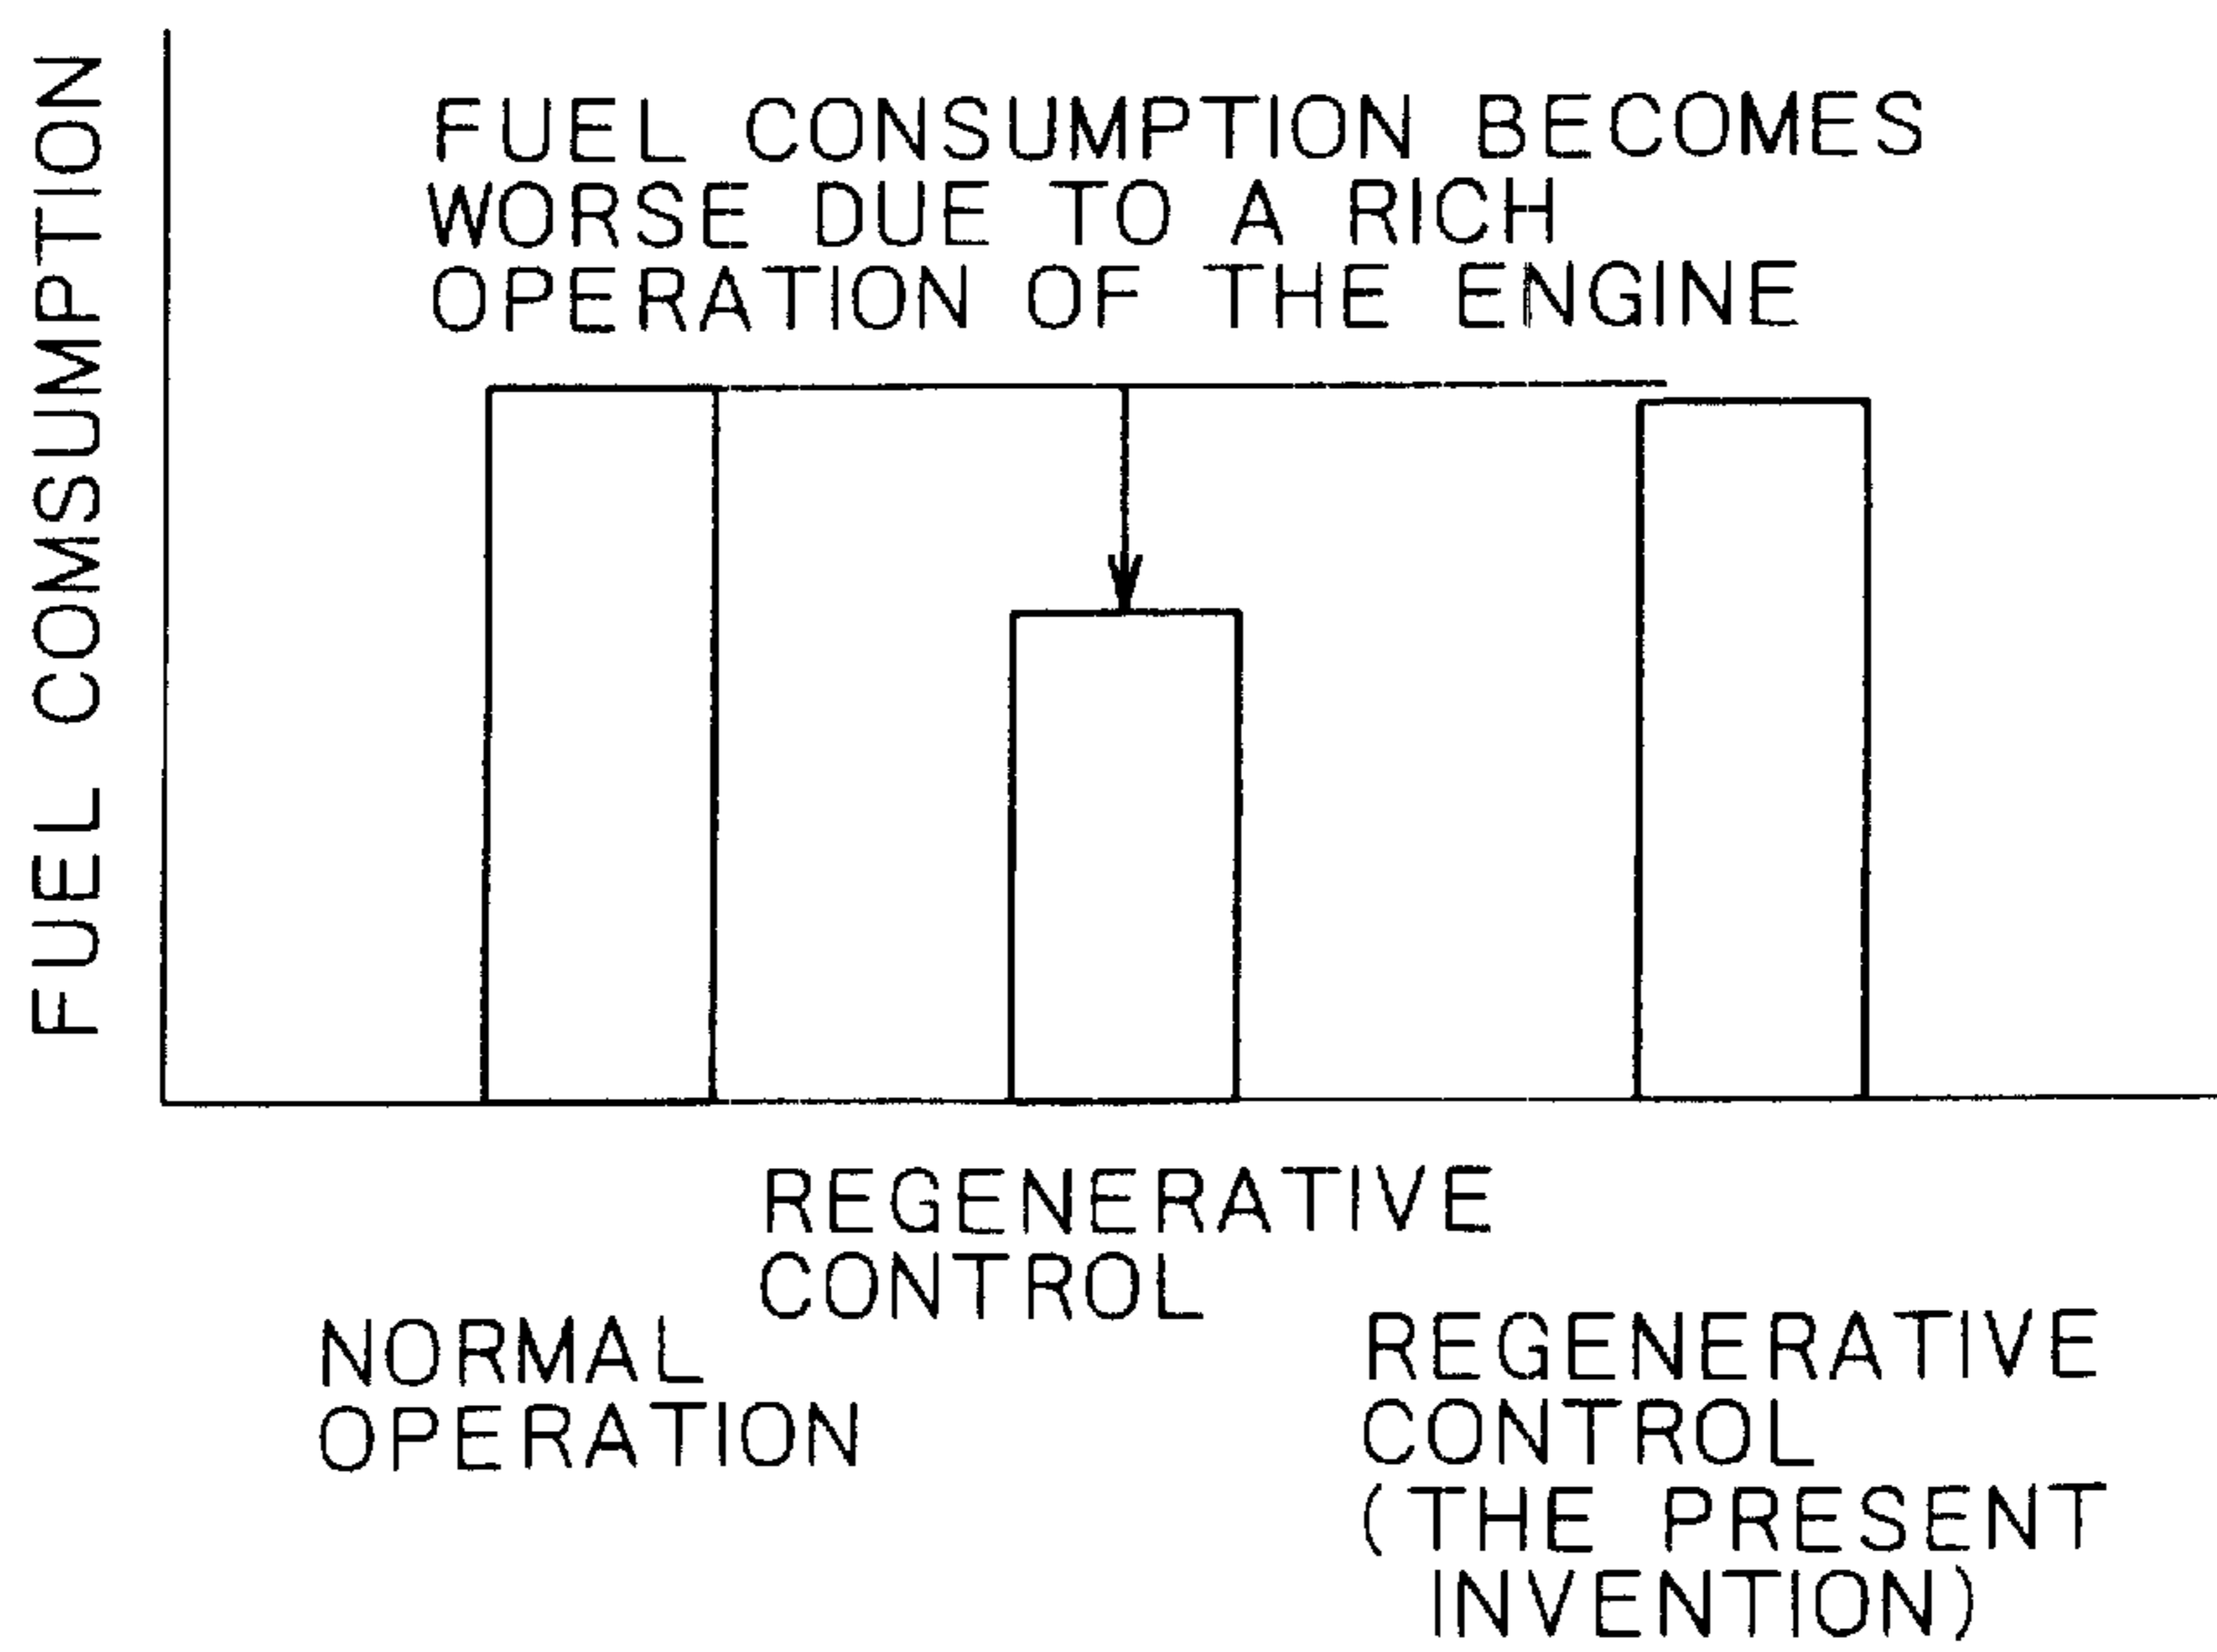 FUEL COMSUMPTION
FUEL CONSUMPTION BECOMES
WORSE DUE TO A RICH
OPERATION OF THE ENGINE
REGENERATIVE
CONTROL
NORMAL
OPERATION
REGENERATIVE
CONTROL
(THE PRESENT
INVENTION)